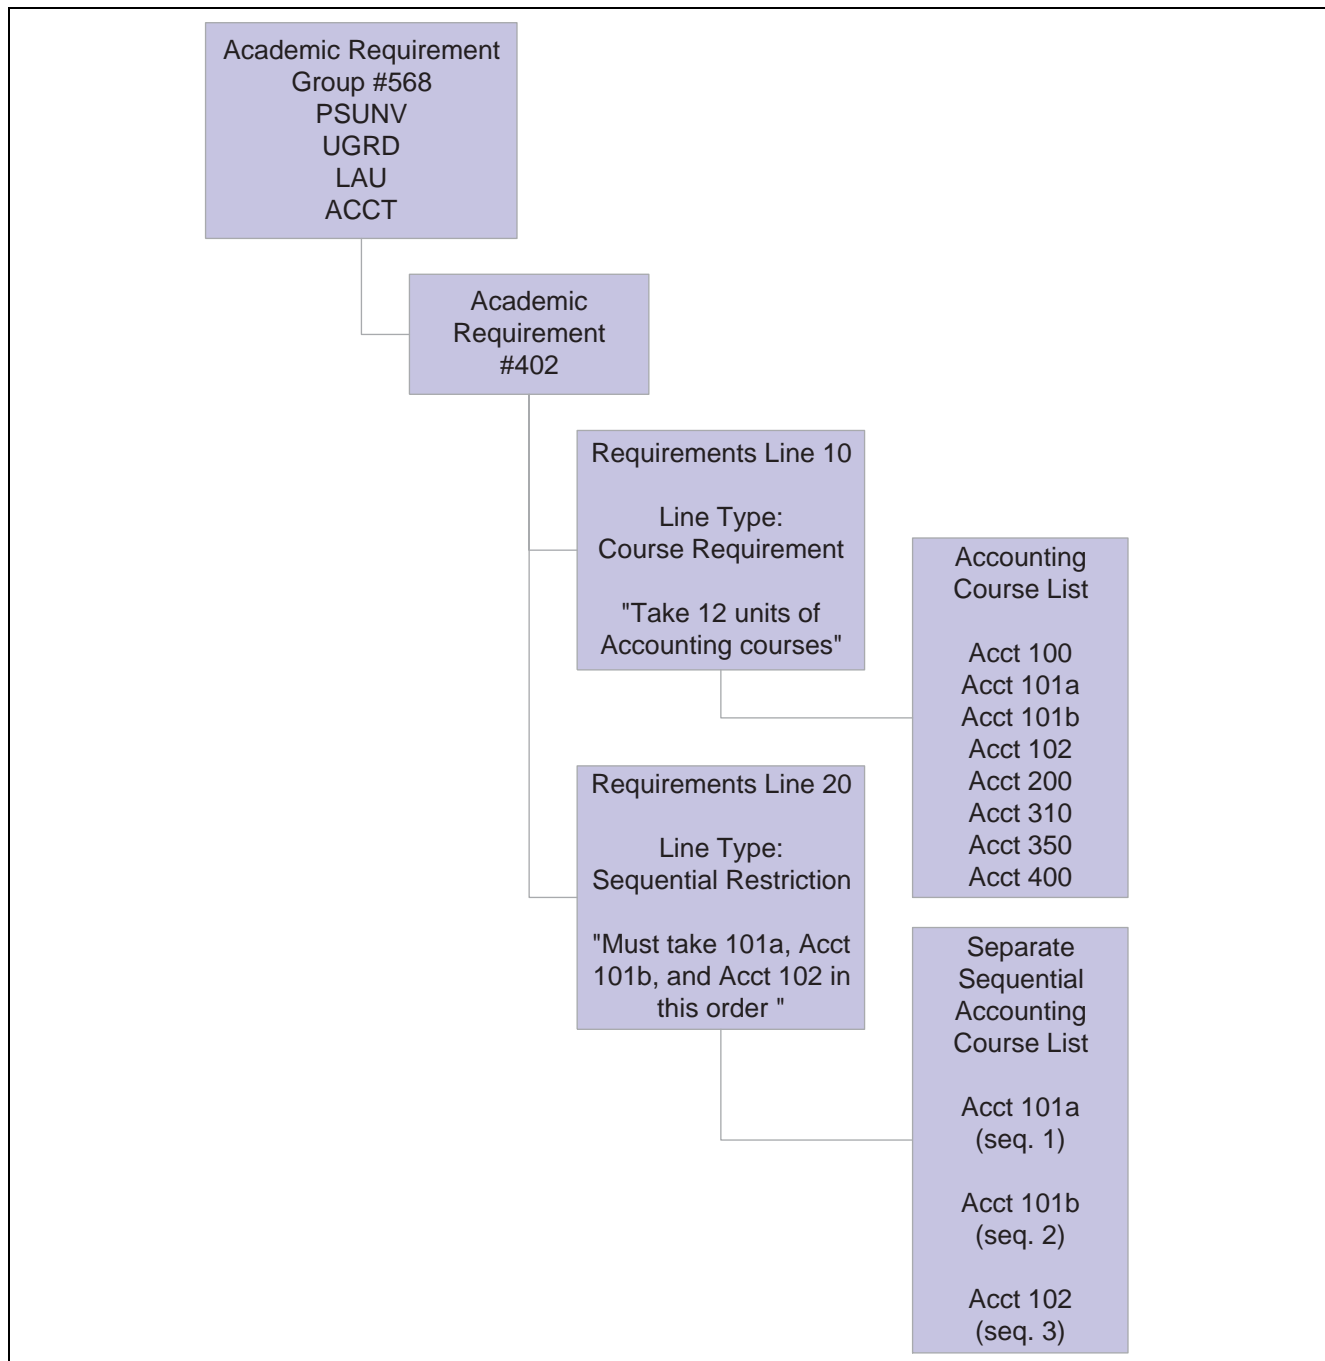 Academic Requirement
Group #568
PSUNV
UGRD
LAU
ACCT
Academic
Requirement
#402
Requirements Line 10
Line Type:
Course Requirement
"Take 12 units of
Accounting courses"
Accounting
Course List
Acct 100
Acct 101a
Acct 101b
Acct 102
Acct 200
Acct 310
Acct 350
Acct 400
Requirements Line 20
Line Type:
Sequential Restriction
"Must take 101a, Acct
101b, and Acct 102 in
this order "
Separate
Sequential
Accounting
Course List
Acct 101a
(seq. 1)
Acct 101b
(seq. 2)
Acct 102
(seq. 3)